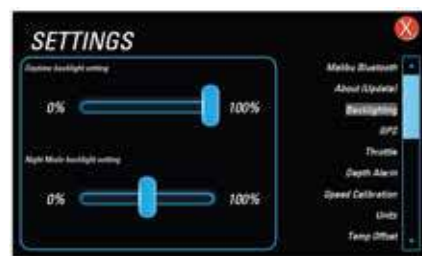 SETTINGS
X
Daytime backlight setting
0%
100%
Night Mode backlight setting
0%
100%
Malibu Bluetooth
About (Update)
Backlighting
GPS
Throttle
Depth Alarm
Speed Calibration
Units
Temp Offset